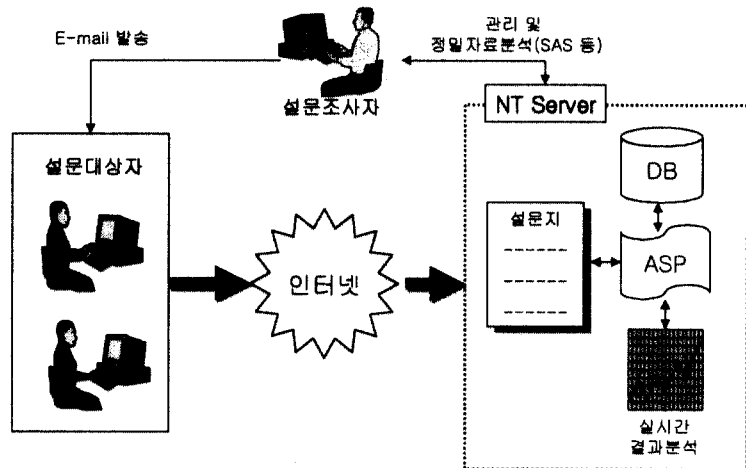 E-mail 발송
관리 및
정밀자료분석(SAS 등)
설문조사자
NT Server
설문대상자
DB
설문지
ASP
인터넷
실시간
결과분석